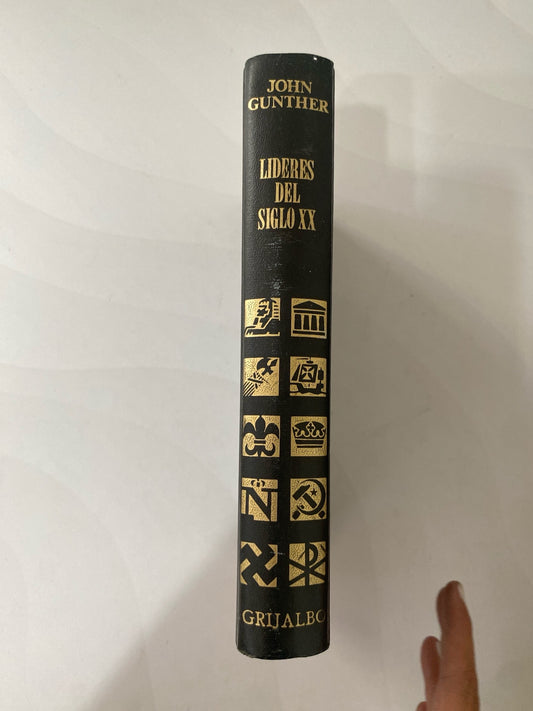 JOHN
GUNTHER
LIDERES
DEL
SIGLO XX
N
GRIJALBO